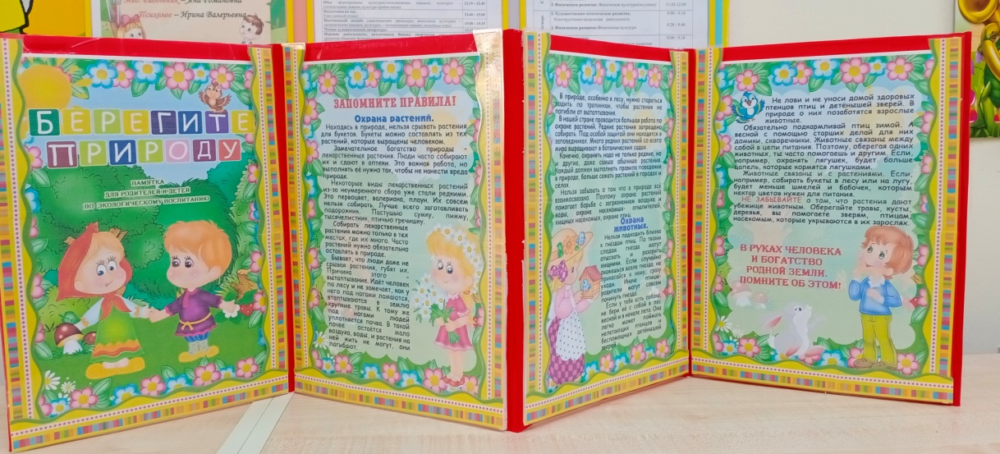 Психолог – Ирина Валерьевна
БЕРЕГИТЕ
ПРИРОДУ
ПАМЯТКА
ДЛЯ РОДИТЕЛЕЙ И ДЕТЕЙ
ПО ЭКОЛОГИЧЕСКОМУ ВОСПИТАНИЮ
ЗАПОМНИТЕ ПРАВИЛА!
Охрана растений.
Находясь в природе, нельзя срывать растения
для букетов. Букеты можно составлять из тех
растений, которые выращены человеком.
Замечательное богатство природы –
лекарственные растения. Люди часто собирают
их и сдают в аптеки. Это важная работа, но
выполнять её нужно так, чтобы не нанести вреда
природе.
Некоторые виды лекарственных растений
из-за неумеренного сбора уже стали редкими.
Это первоцвет, валериана, плаун. Их совсем
нельзя собирать. Лучше всего заготавливать
подорожник. Пастушью сумку, пижму,
тысячелистник, птичью гречишку.
Собирать лекарственные
растения можно только в тех
местах, где их много. Часть
растений нужно обязательно
оставлять в природе.
Бывает, что люди даже не
срывая растения, губят их.
Причина этого –
вытаптывание. Идёт человек
по лесу и не замечает, как у
него под ногами ломаются,
втаптываются в землю
хрупкие травы. К тому же
под ногами людей
уплотняется почва. В такой
почве остаётся мало
воздуха, воды, и растения на
ней жить не могут, они
погибают.
В природе, особенно в лесу, нужно стараться
ходить по тропинкам, чтобы растения не
погибли от вытаптывания.
В нашей стране проводится большая работа по
охране растений. Редкие растения запрещено
собирать. Под особой защитой они находятся в
заповедниках. Много редких растений со всего
мира выращивают в ботанических садах.
Конечно, охранять надо не только редкие, но
и другие, даже самые обычные растения.
Каждый должен выполнять правила поведения
в природе, больше сажать растений в городах и
сёлах.
Нельзя забывать о том что в природе всё
взаимосвязано. Поэтому охране растений
помогает борьба с загрязнением воздуха и
воды, охрана насекомых- опылителей,
хищных насекомых, охрана птиц.
Охрана
животных.
Нельзя подходить близко
к гнёздам птиц. По твоим
следам гнёзда могут
отыскать и разорить
хищники. Если случайно
окажешься возле гнезда, не
прикасайся к нему, сразу
уходи. Иначе птицы-
родители могут совсем
покинуть гнездо.
Если у тебя есть собака,
не бери её с собой в лес
весной и в начале лета. Она
легко может поймать
нелетающих птенцов и
беспомощных детёнышей
зверей.
Не лови и не уноси домой здоровых
птенцов птиц и детёнышей зверей. В
природе о них позаботятся взрослые
животные.
Обязательно подкармливай птиц зимой. А
весной с помощью старших делай для них
домики, скворечники. Животные связаны между
собой в цепи питания. Поэтому, оберегая одних
животных, ты часто помогаешь и другим. Если,
например, охранять лягушек, будет больше
цапель, которые кормятся лягушками.
Животные связаны и с растениями. Если,
например, собирать букеты в лесу или на лугу,
будет меньше шмелей и бабочек, которым
нектар цветов нужен для питания.
НЕ ЗАБЫВАЙТЕ о том, что растения дают
убежище животным. Оберегайте травы, кусты,
деревья, вы помогаете зверям, птицам,
насекомым, которые укрываются в их зарослях.
В РУКАХ ЧЕЛОВЕКА
И БОГАТСТВО
РОДНОЙ ЗЕМЛИ.
ПОМНИТЕ ОБ ЭТОМ!